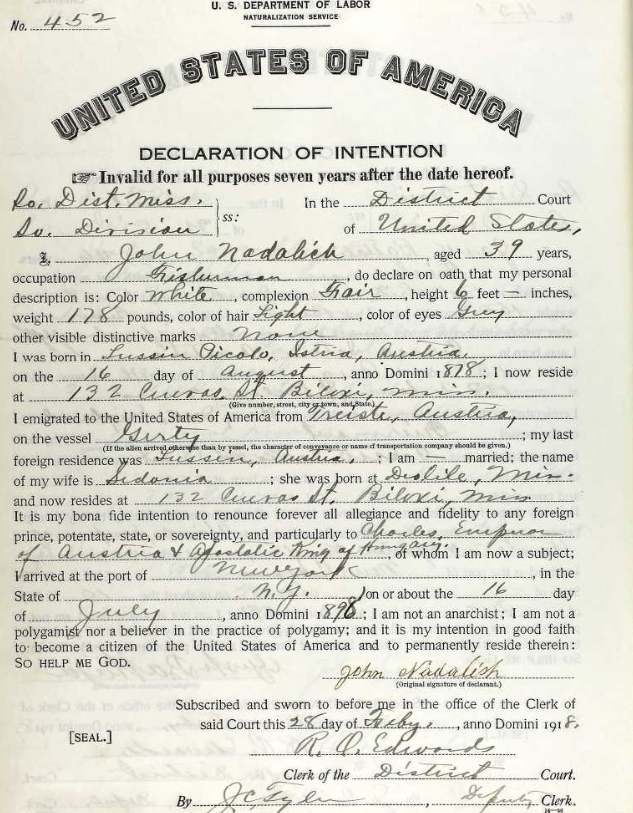 U. S. DEPARTMENT OF LABOR
No. 452 NATURALIZATION SERVICE
UNITED STATES OF AMERICA
DECLARATION OF INTENTION
☞ Invalid for all purposes seven years after the date hereof.
So. Dist. Miss. In the District Court
So. Division ss: of United States,
I, John Nadalich, aged 39 years,
occupation Fisherman, do declare on oath that my personal
description is: Color White, complexion Fair, height 6 feet — inches,
weight 178 pounds, color of hair Light, color of eyes Grey
other visible distinctive marks None
I was born in Lussin Picolo, Istria, Austria
on the 16 day of August, anno Domini 1878; I now reside
at 132 Cuevas St. Biloxi, Miss.
(Give number, street, city or town, and State.)
I emigrated to the United States of America from Trieste, Austria,
on the vessel Gerty; my last
(If the alien arrived otherwise than by vessel, the character of conveyance or name of transportation company should be given.)
foreign residence was Lussin, Austria.; I am — married; the name
of my wife is Sidonia; she was born at Miss.
and now resides at 132 Cuevas St. Biloxi, Miss
It is my bona fide intention to renounce forever all allegiance and fidelity to any foreign
prince, potentate, state, or sovereignty, and particularly to Charles, Emperor
of Austria & Apostolic King of Hungary, of whom I am now a subject;
I arrived at the port of New York, in the
State of N.Y., on or about the 16 day
of July, anno Domini 1898; I am not an anarchist; I am not a
polygamist nor a believer in the practice of polygamy; and it is my intention in good faith
to become a citizen of the United States of America and to permanently reside therein:
SO HELP ME GOD.
John Nadalich
(Original signature of declarant.)
Subscribed and sworn to before me in the office of the Clerk of
said Court this 28 day of Feby., anno Domini 1918.
[SEAL.]
R. O. Edwards
Clerk of the District Court.
By J C Tyler, Deputy Clerk.